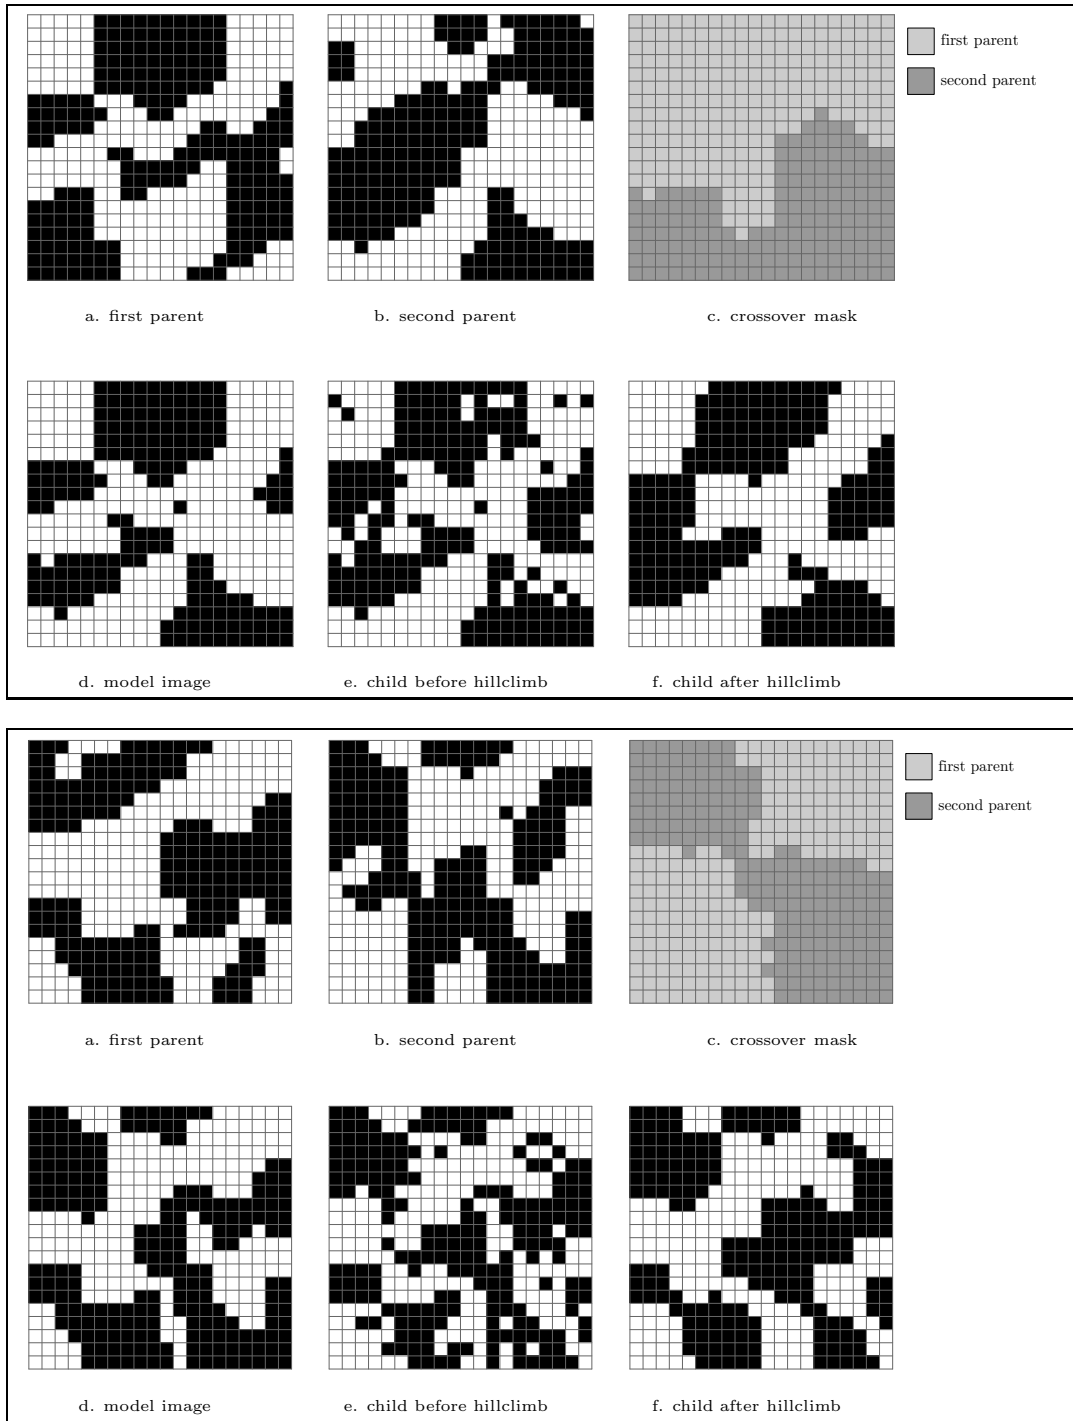 first parent
second parent
a. first parent
b. second parent
c. crossover mask
d. model image
e. child before hillclimb
f. child after hillclimb
first parent
second parent
a. first parent
b. second parent
c. crossover mask
d. model image
e. child before hillclimb
f. child after hillclimb